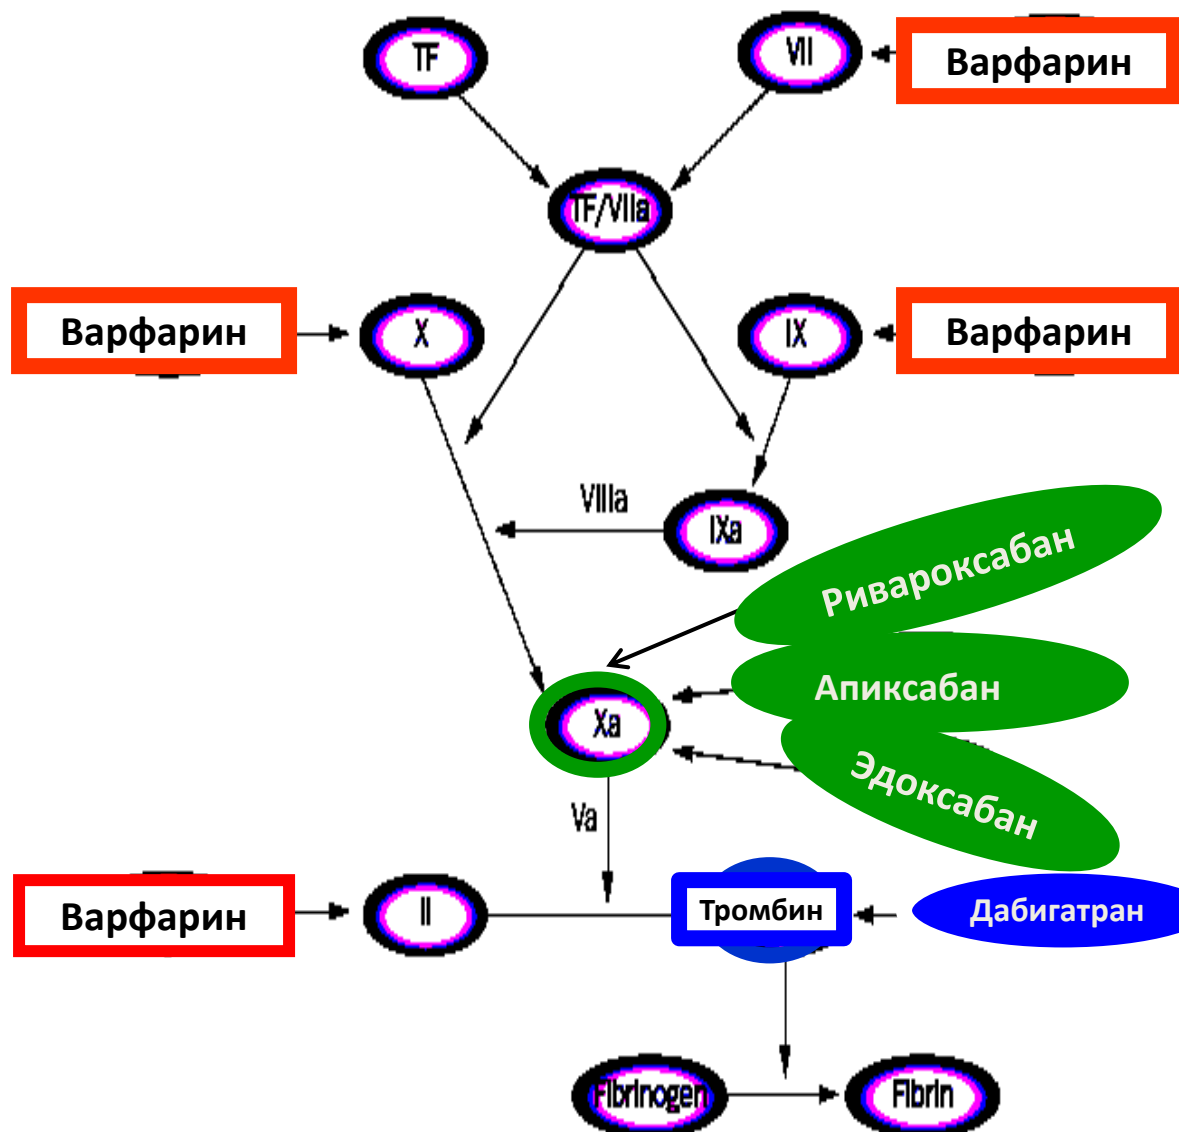 TF
VII
Варфарин
TF/VIIa
Варфарин
X
IX
Варфарин
VIIIa
IXa
Ривароксабан
Апиксабан
Xa
Эдоксабан
Va
Варфарин
II
Тромбин
Дабигатран
Fibrinogen
Fibrin